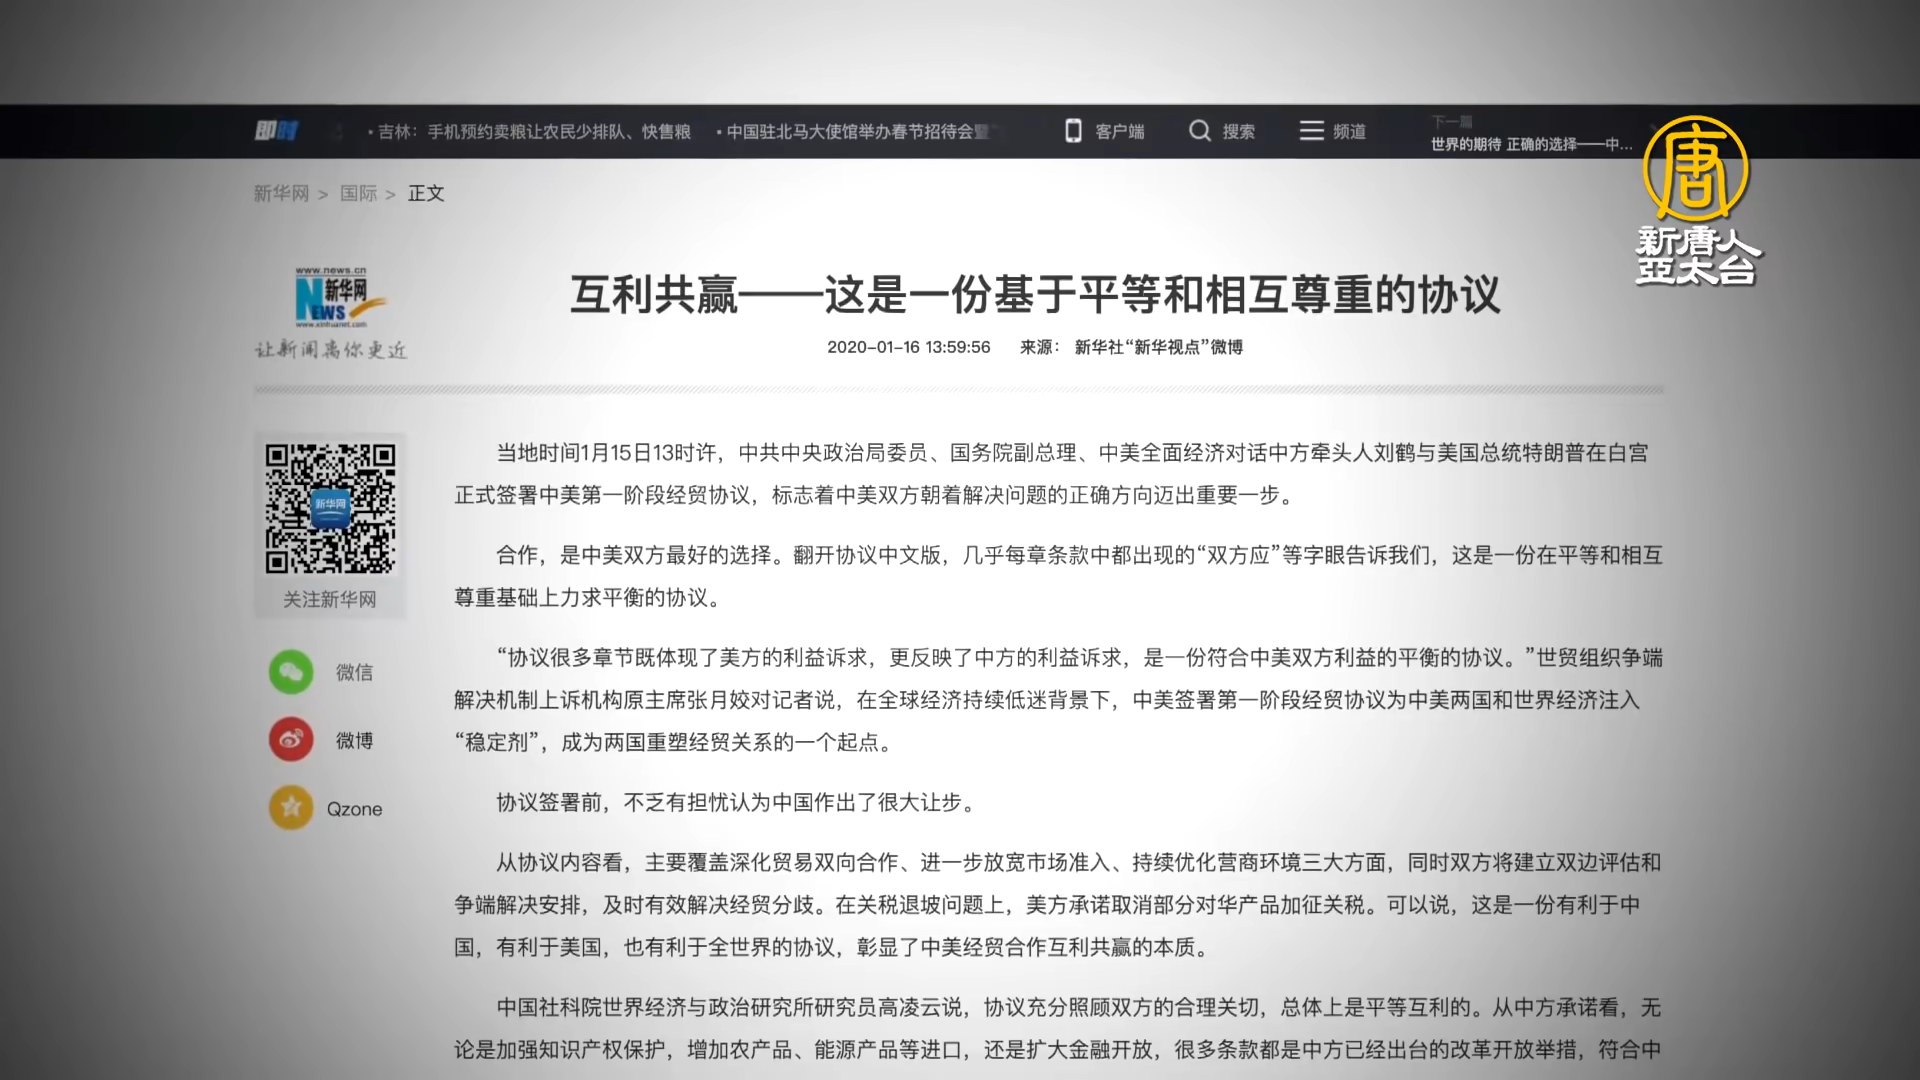 即时
·吉林：手机预约卖粮让农民少排队、快售粮
·中国驻北马大使馆举办春节招待会暨
客户端
搜索
频道
下一篇
世界的期待 正确的选择——中...
唐
新唐人
亞太台
新华网 > 国际 > 正文
www.news.cn
新华网
NEWS
www.xinhuanet.com
让新闻离你更近
互利共赢——这是一份基于平等和相互尊重的协议
2020-01-16 13:59:56 来源： 新华社“新华视点”微博
新华网
关注新华网
微信
微博
Qzone
当地时间1月15日13时许，中共中央政治局委员、国务院副总理、中美全面经济对话中方牵头人刘鹤与美国总统特朗普在白宫
正式签署中美第一阶段经贸协议，标志着中美双方朝着解决问题的正确方向迈出重要一步。
合作，是中美双方最好的选择。翻开协议中文版，几乎每章条款中都出现的“双方应”等字眼告诉我们，这是一份在平等和相互
尊重基础上力求平衡的协议。
“协议很多章节既体现了美方的利益诉求，更反映了中方的利益诉求，是一份符合中美双方利益的平衡的协议。”世贸组织争端
解决机制上诉机构原主席张月姣对记者说，在全球经济持续低迷背景下，中美签署第一阶段经贸协议为中美两国和世界经济注入
“稳定剂”，成为两国重塑经贸关系的一个起点。
协议签署前，不乏有担忧认为中国作出了很大让步。
从协议内容看，主要覆盖深化贸易双向合作、进一步放宽市场准入、持续优化营商环境三大方面，同时双方将建立双边评估和
争端解决安排，及时有效解决经贸分歧。在关税退坡问题上，美方承诺取消部分对华产品加征关税。可以说，这是一份有利于中
国，有利于美国，也有利于全世界的协议，彰显了中美经贸合作互利共赢的本质。
中国社科院世界经济与政治研究所研究员高凌云说，协议充分照顾双方的合理关切，总体上是平等互利的。从中方承诺看，无
论是加强知识产权保护，增加农产品、能源产品等进口，还是扩大金融开放，很多条款都是中方已经出台的改革开放举措，符合中